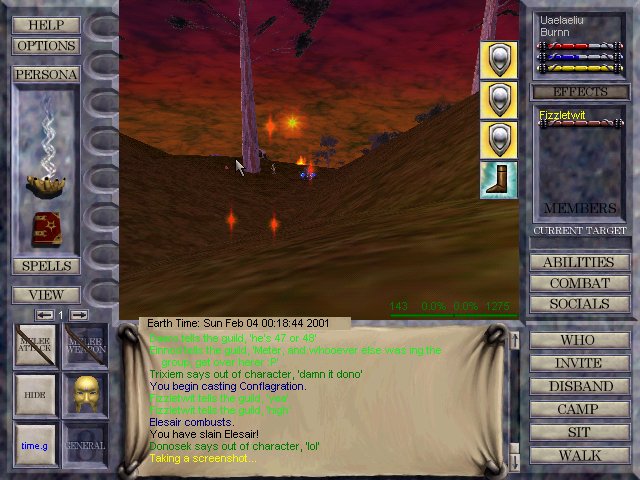 HELP
OPTIONS
PERSONA
SPELLS
VIEW
1
MELEE ATTACK
MELEE WEAPON
HIDE
time.g
GENERAL
143 0.0% 0.0% 1275
Earth Time: Sun Feb 04 00:18:44 2001
tells the guild, 'he's 47 or 48'
tells the guild, 'Meter, and whooever else was ing the
group, get over herer 'P'
Trixiem says out of character, 'damn it dono'
You begin casting Conflagration.
Fizzletwit tells the guild,
Fizzletwit tells the guild, 'high'
Elesair combusts.
You have slain Elesair!
Donosek says out of character, 'lol'
Taking a screenshot...
Uaelaeliu
Burnn
EFFECTS
Fizzletwit
MEMBERS
CURRENT TARGET
ABILITIES
COMBAT
SOCIALS
WHO
INVITE
DISBAND
CAMP
SIT
WALK